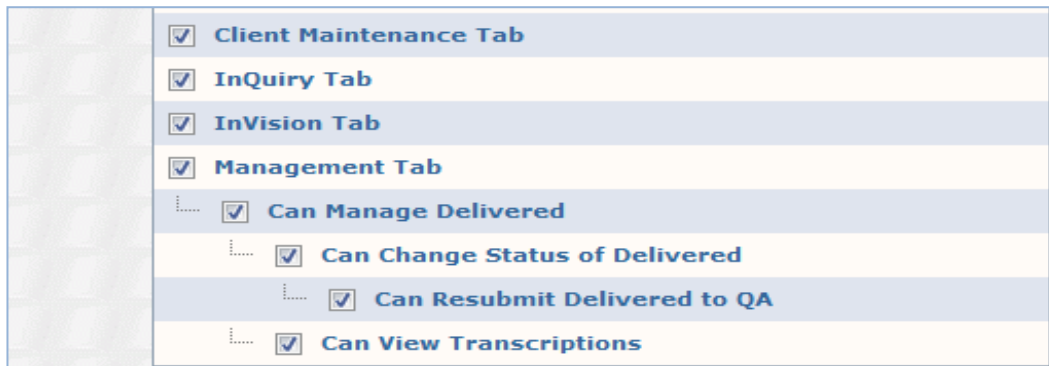 Client Maintenance Tab
InQuiry Tab
InVision Tab
Management Tab
Can Manage Delivered
Can Change Status of Delivered
Can Resubmit Delivered to QA
Can View Transcriptions